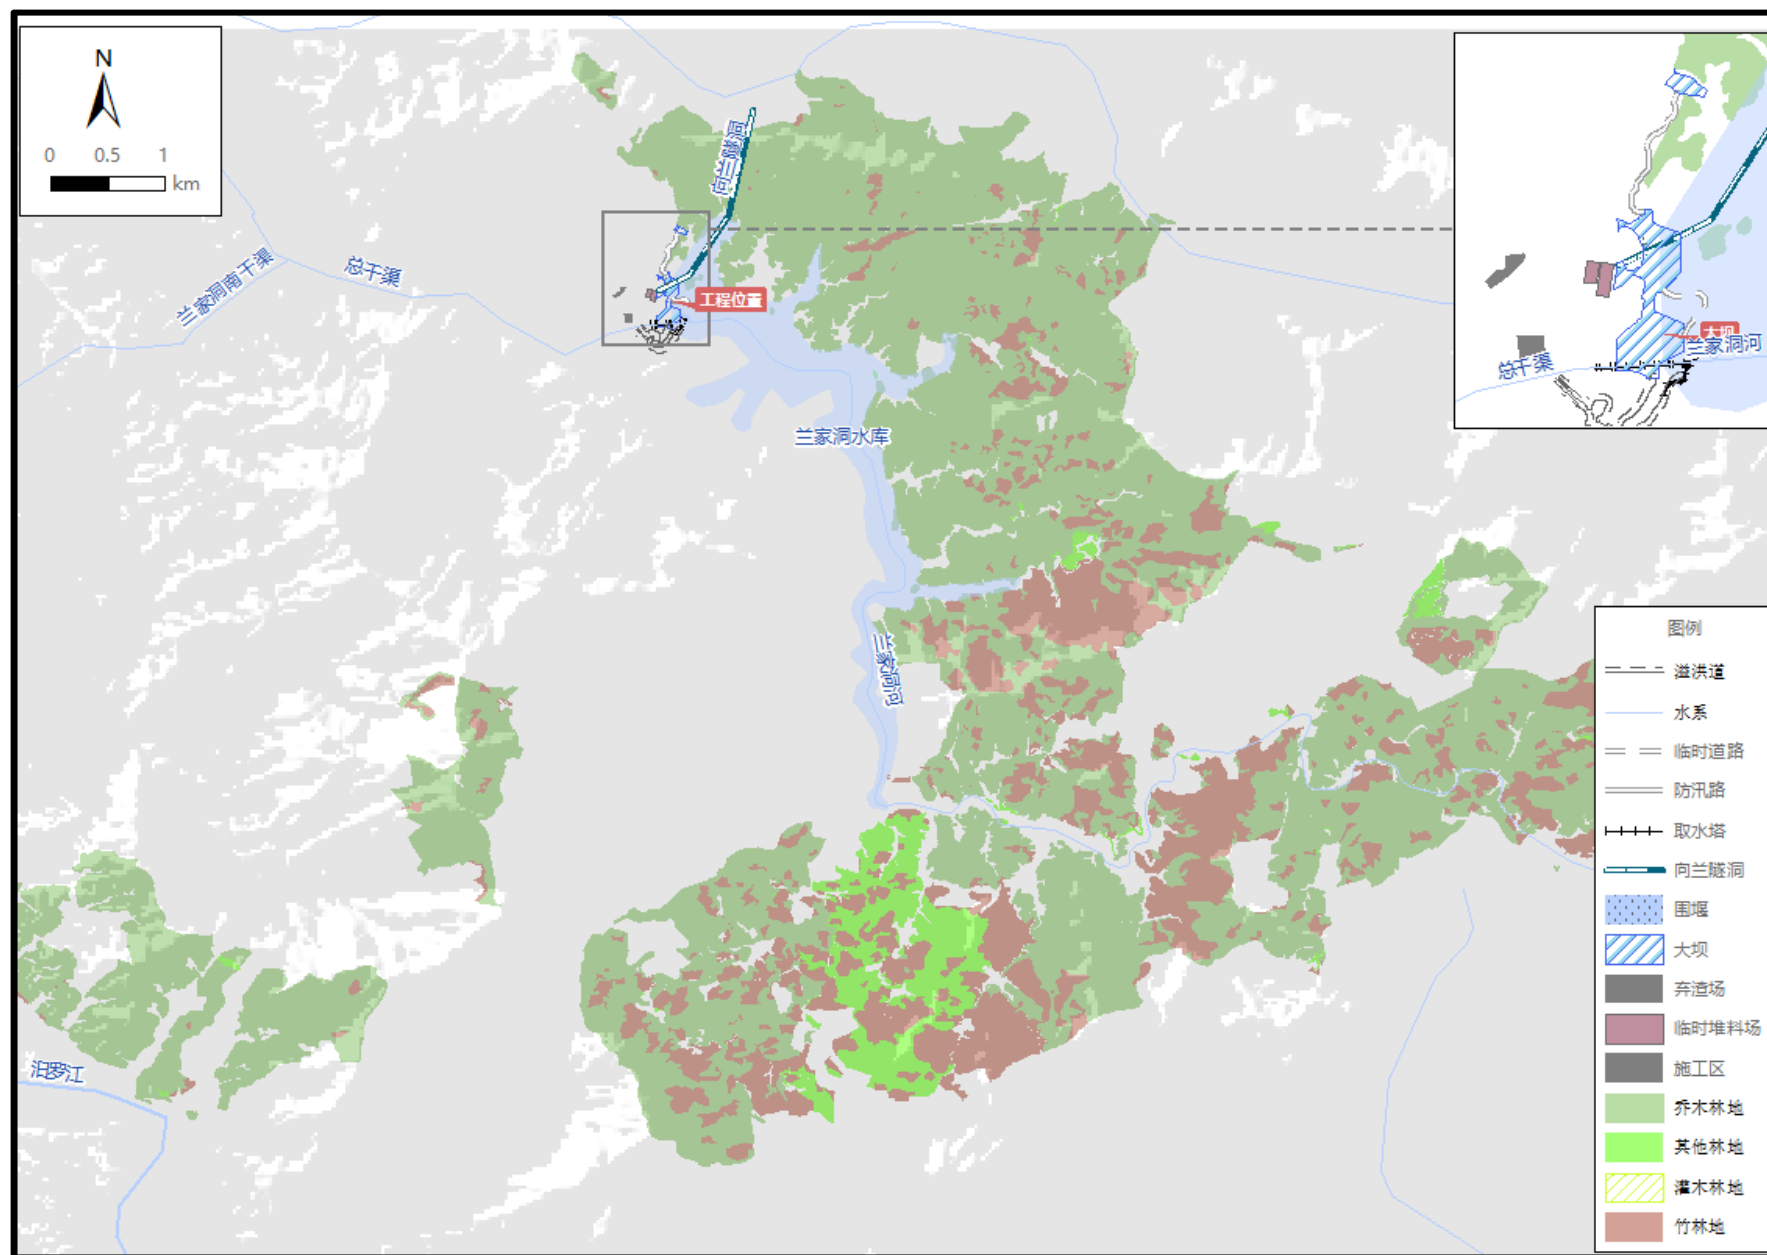 N
0 0.5 1
km
向兰隧洞
兰家洞南干渠
总干渠
工程位置
兰家洞水库
兰家洞河
汨罗江
大坝
兰家洞河
总干渠
图例
溢洪道
水系
临时道路
防汛路
取水塔
向兰隧洞
围堰
大坝
弃渣场
临时堆料场
施工区
乔木林地
其他林地
灌木林地
竹林地